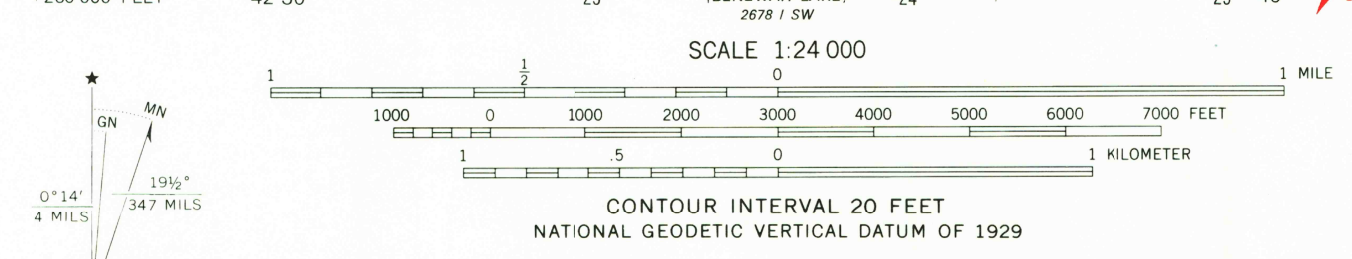 FEET
2678 I SW
SCALE 1:24 000
1 1/2 0 1 MILE
1000 0 1000 2000 3000 4000 5000 6000 7000 FEET
1 .5 0 1 KILOMETER
CONTOUR INTERVAL 20 FEET
NATIONAL GEODETIC VERTICAL DATUM OF 1929
★
MN
GN
0°14′
4 MILS
19½°
347 MILS